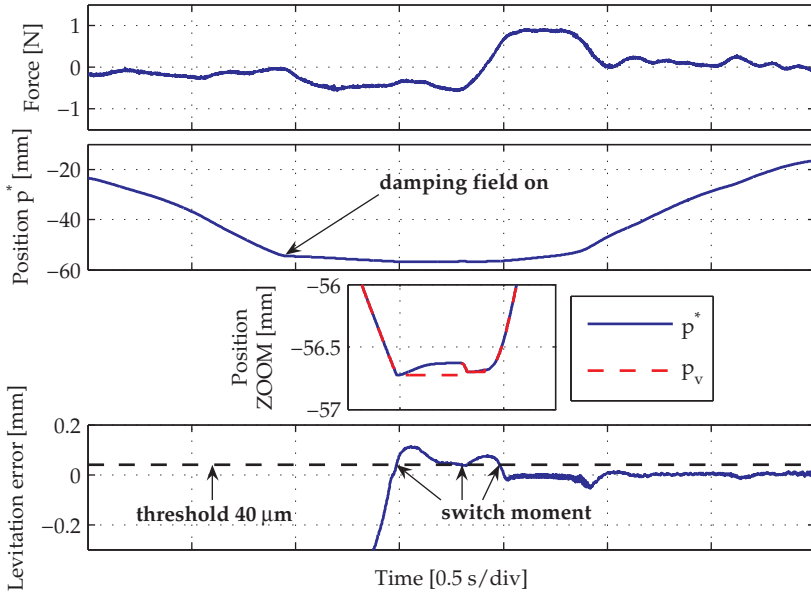 Force [N]
1
0
−1
Position p* [mm]
−20
−40
−60
damping field on
Position
ZOOM [mm]
−56
−56.5
−57
p*
p_v
Levitation error [mm]
0.2
0
−0.2
threshold 40 μm
switch moment
Time [0.5 s/div]